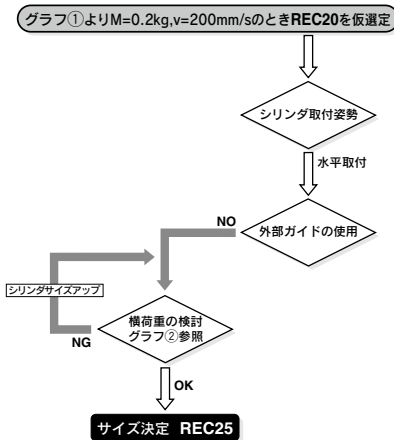 グラフ①よりM=0.2kg,v=200mm/sのときREC20を仮選定
シリンダ取付姿勢
水平取付
NO
外部ガイドの使用
シリンダサイズアップ
横荷重の検討
グラフ②参照
NG
OK
サイズ決定 REC25